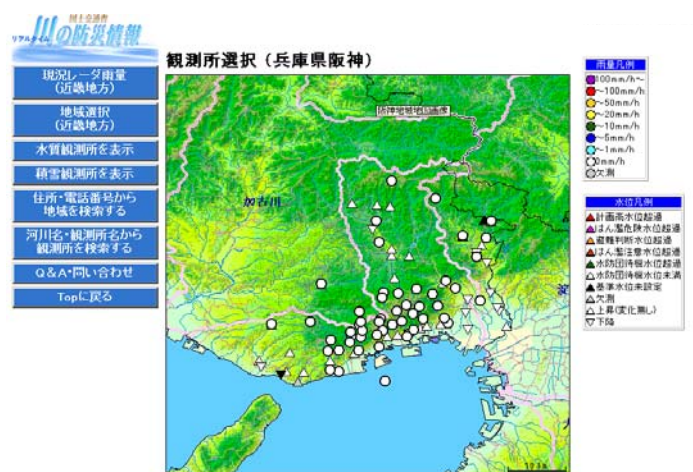 国土交通省
リアルタイム
川の防災情報
現況レーダ雨量
(近畿地方)
地域選択
(近畿地方)
水質観測所を表示
積雪観測所を表示
住所・電話番号から
地域を検索する
河川名・観測所名から
観測所を検索する
Q&A・問い合わせ
Topに戻る
観測所選択（兵庫県阪神）
阪神地域地図画像
加古川
雨量凡例
100mm/h~
~100mm/h
~50mm/h
~20mm/h
~10mm/h
~5mm/h
~1mm/h
0mm/h
欠測
水位凡例
計画高水位超過
はん濫危険水位超過
避難判断水位超過
はん濫注意水位超過
水防団待機水位超過
水防団待機水位未満
基準水位未設定
欠測
上昇(変化無し)
下降